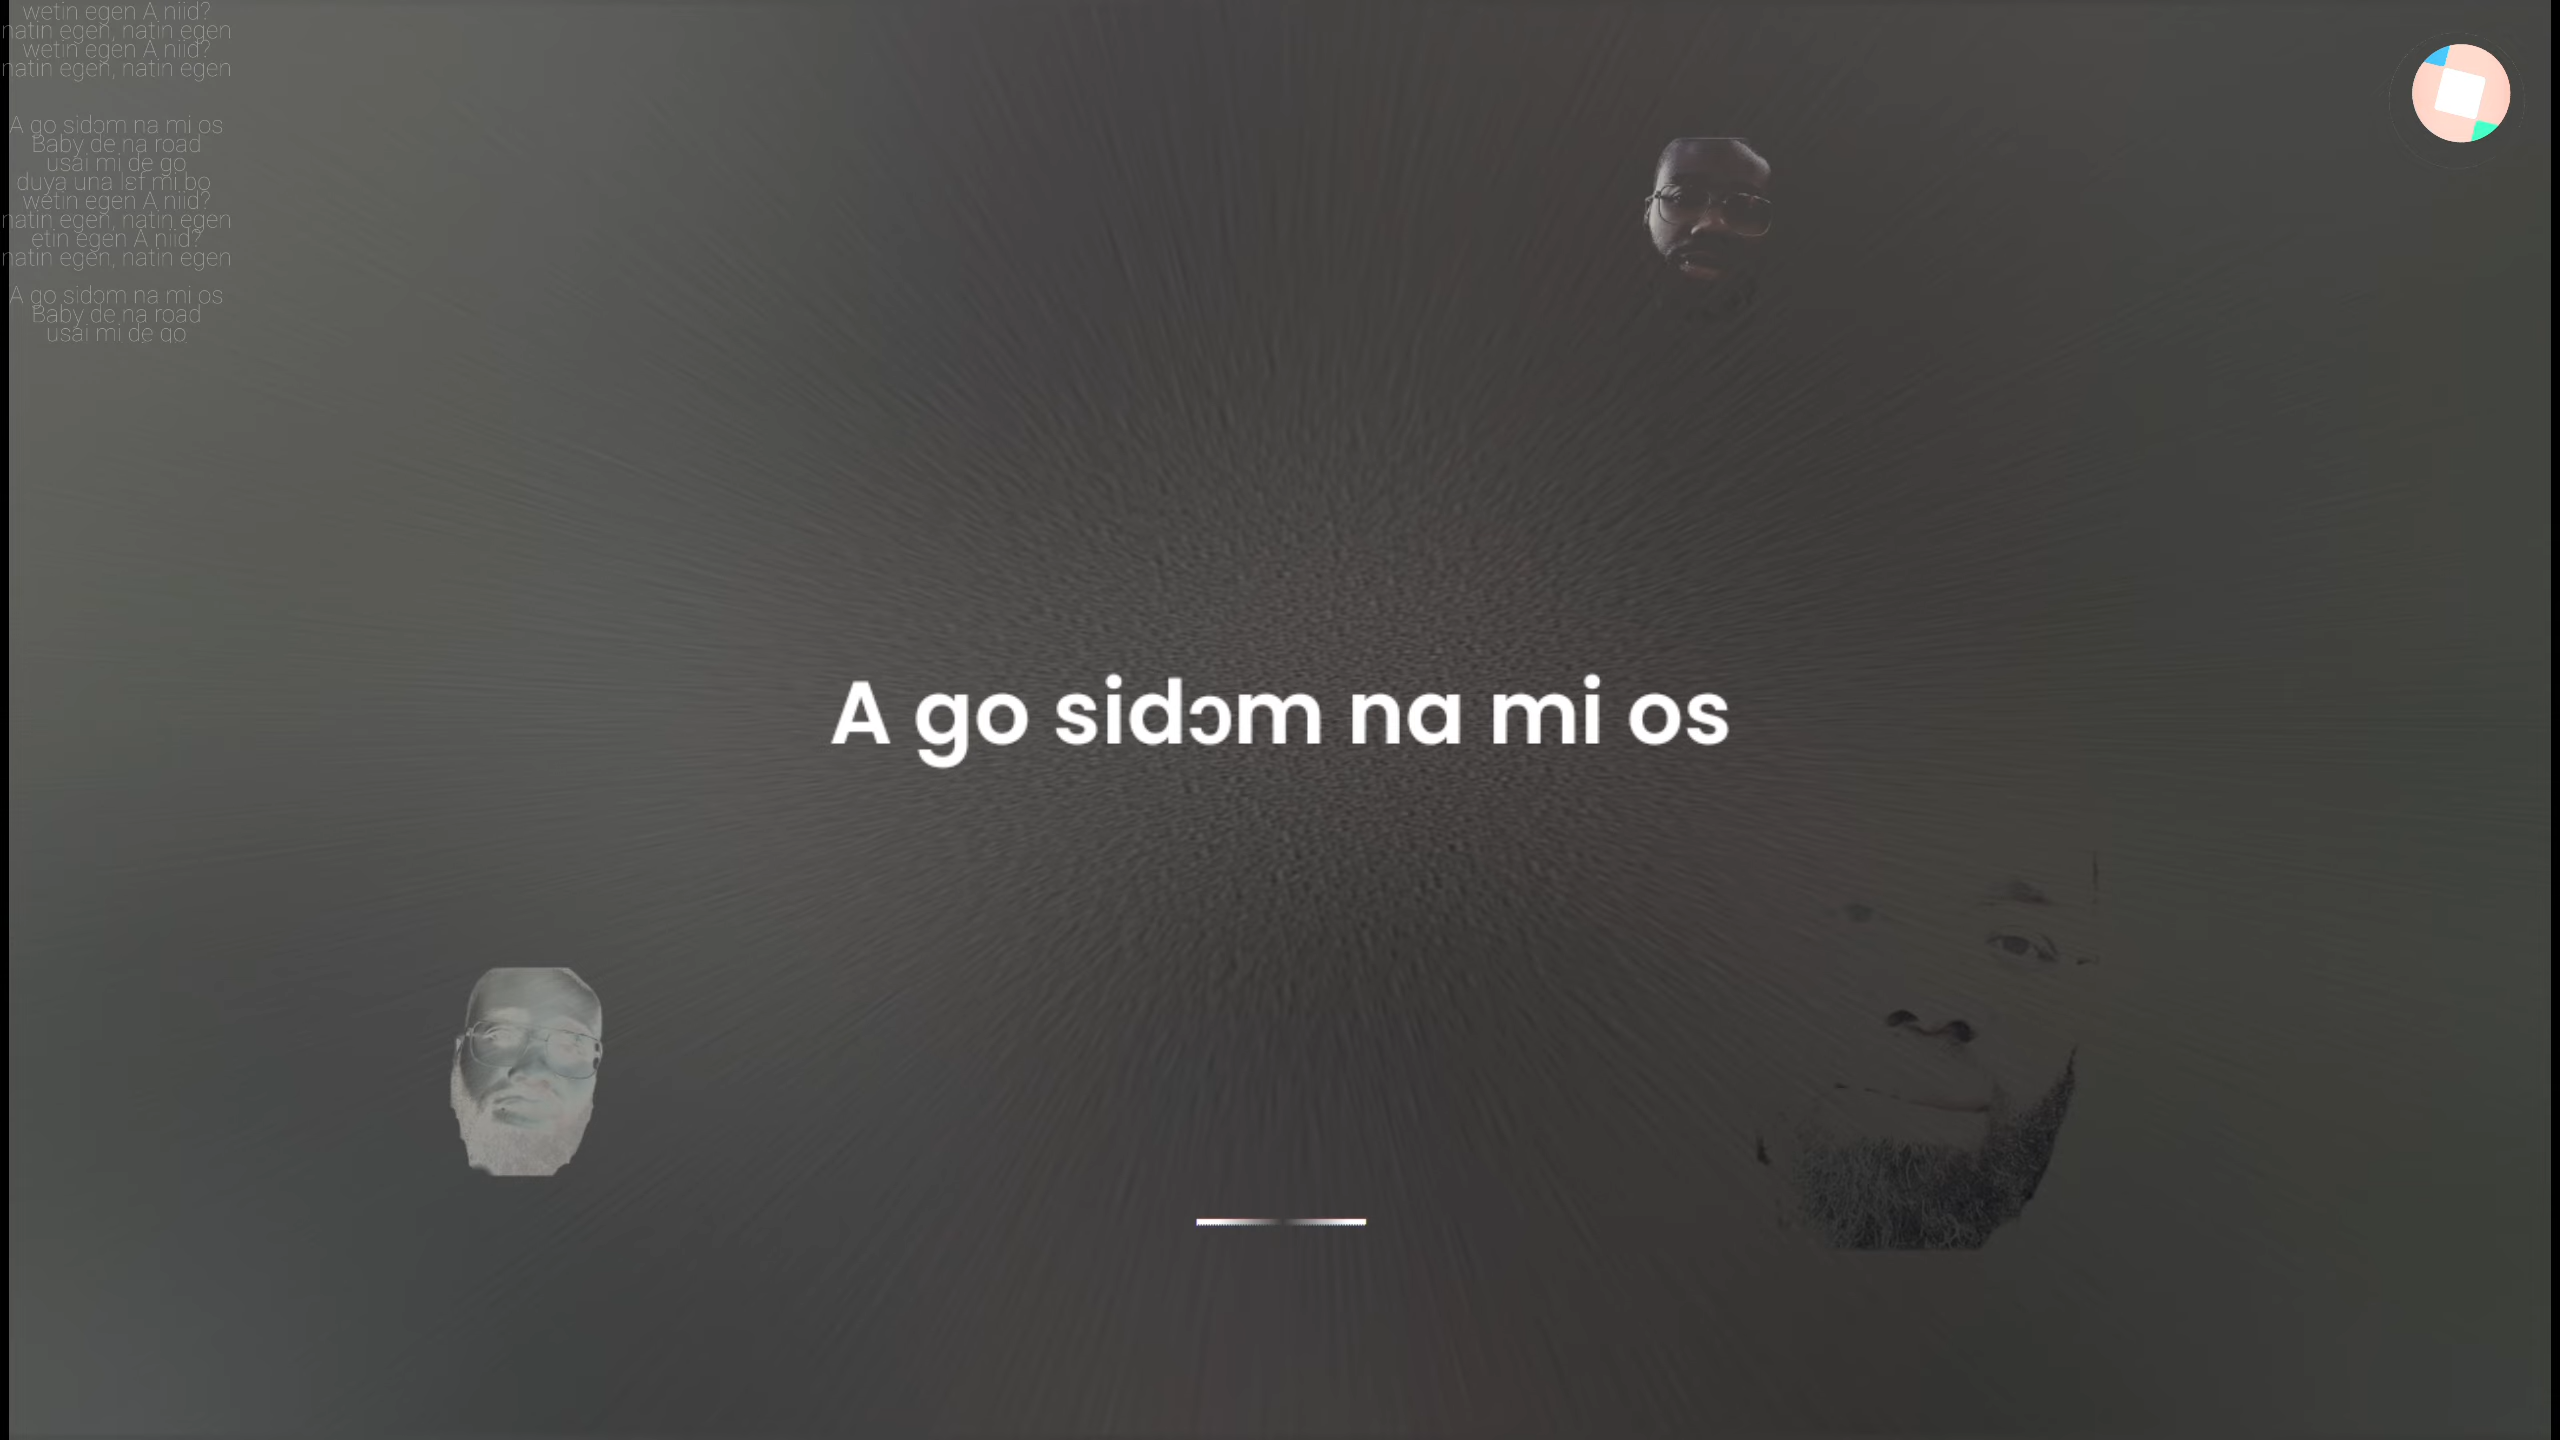 wetin egen A niid?
natin egen, natin egen
wetin egen A niid?
natin egen, natin egen
A go sidɔm na mi os
Baby de na road
usai mi de go
duya una lɛf mi bo
wetin egen A niid?
natin egen, natin egen
etin egen A niid?
natin egen, natin egen
A go sidɔm na mi os
Baby de na road
usai mi de go
A go sidɔm na mi os